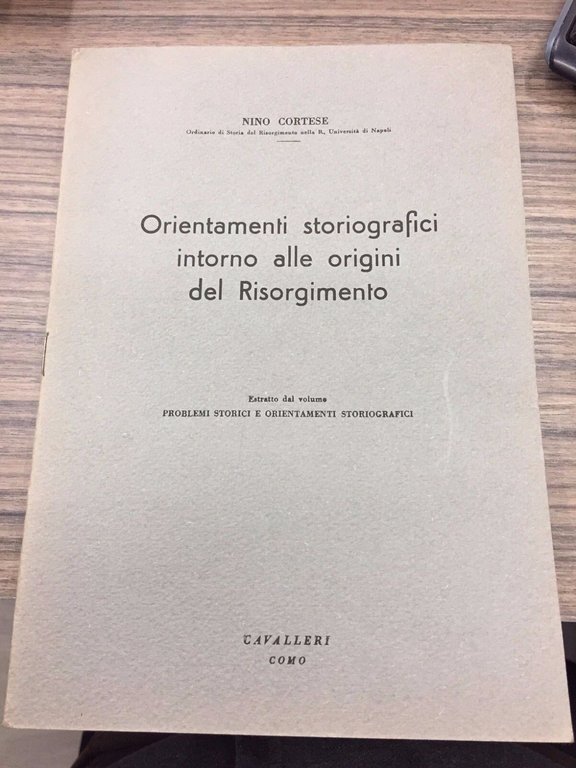 NINO CORTESE
Ordinario di Storia del Risorgimento nella R. Università di Napoli
Orientamenti storiografici
intorno alle origini
del Risorgimento
Estratto dal volume
PROBLEMI STORICI E ORIENTAMENTI STORIOGRAFICI
CAVALLERI
COMO